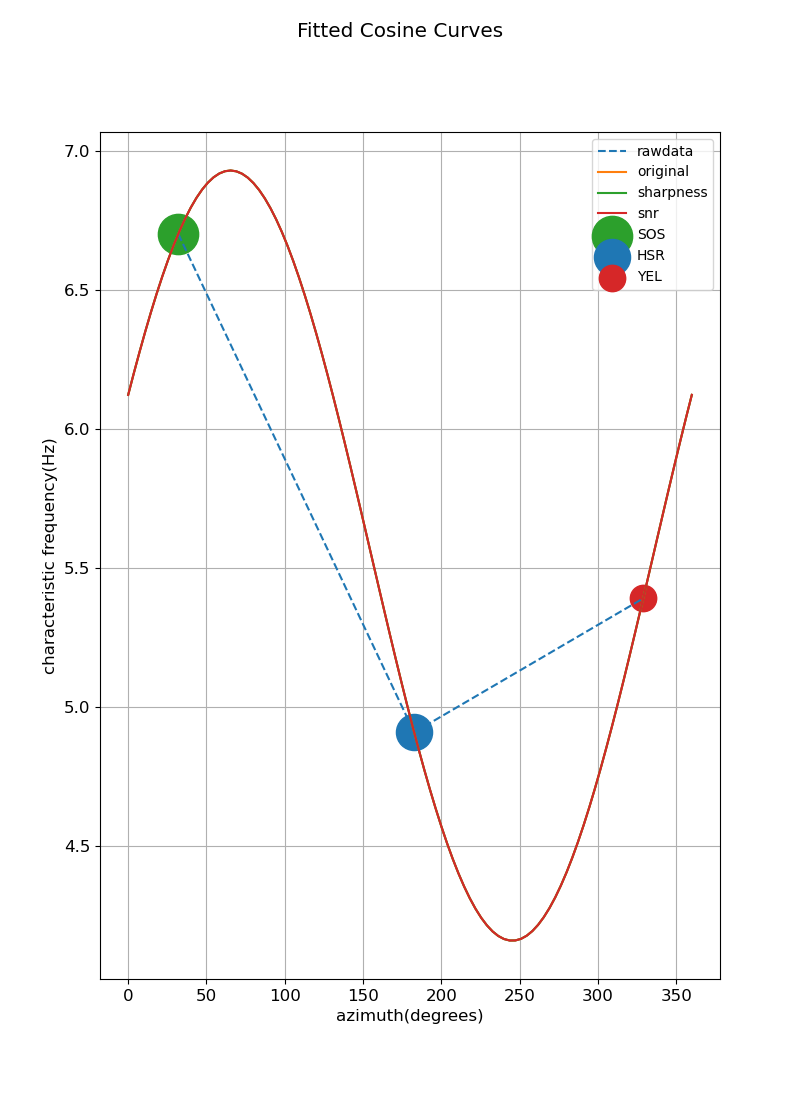 Fitted Cosine Curves
7.0
6.5
6.0
5.5
5.0
4.5
characteristic frequency(Hz)
rawdata
original
sharpness
snr
SOS
HSR
YEL
0 50 100 150 200 250 300 350
azimuth(degrees)